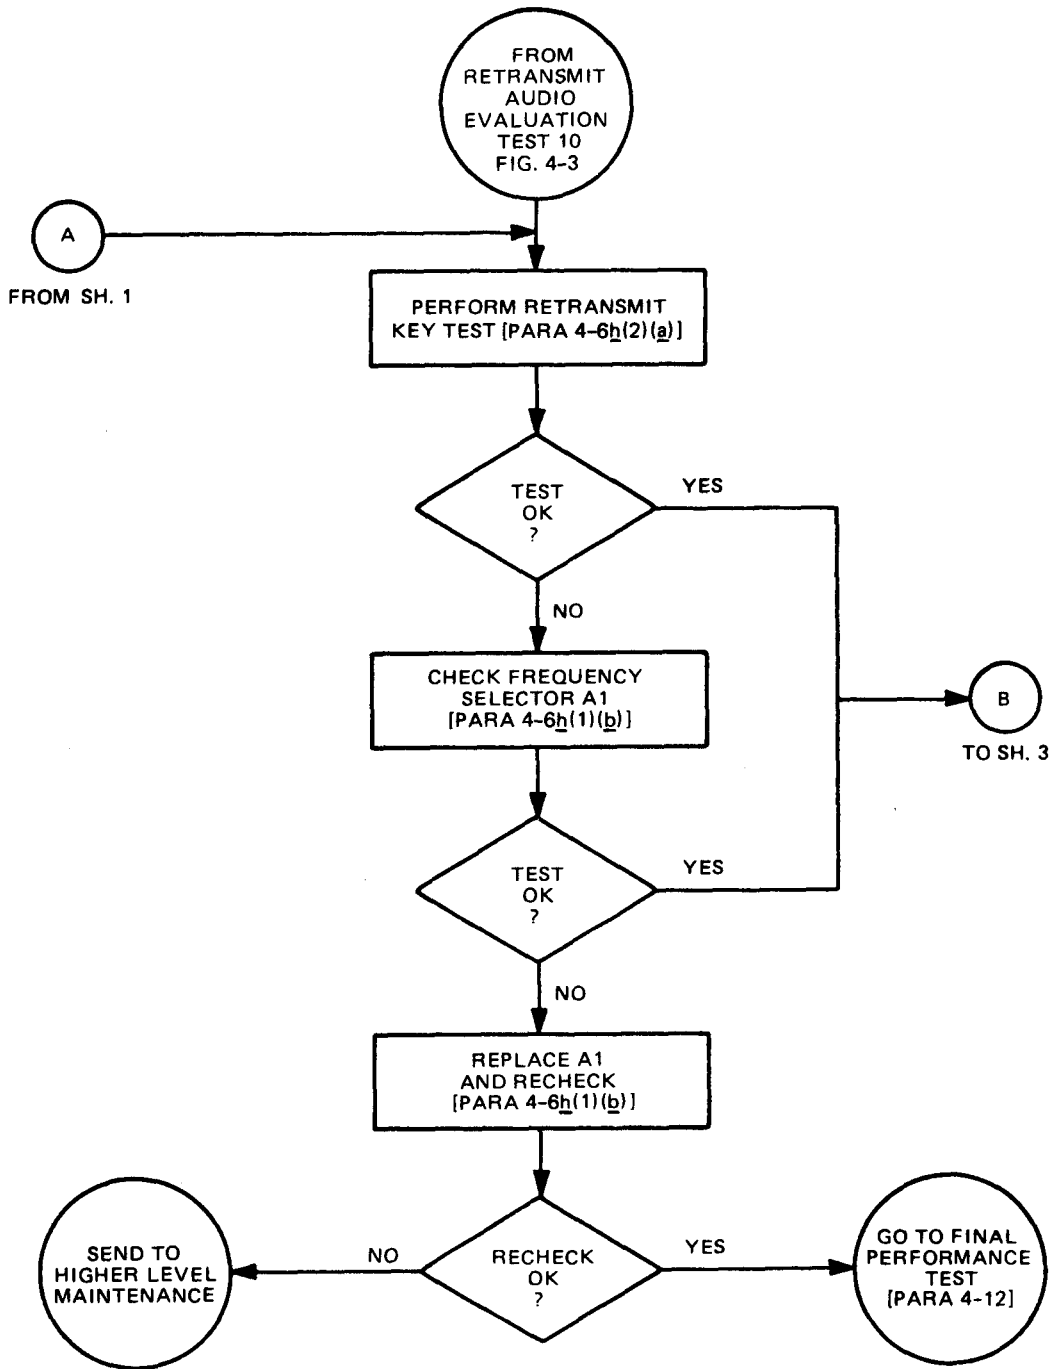 FROM
RETRANSMIT
AUDIO
EVALUATION
TEST 10
FIG. 4-3
A
FROM SH. 1
PERFORM RETRANSMIT
KEY TEST [PARA 4-6h(2)(a)]
TEST
OK
?
YES
NO
CHECK FREQUENCY
SELECTOR A1
[PARA 4-6h(1)(b)]
B
TO SH. 3
TEST
OK
?
YES
NO
REPLACE A1
AND RECHECK
[PARA 4-6h(1)(b)]
SEND TO
HIGHER LEVEL
MAINTENANCE
NO
RECHECK
OK
?
YES
GO TO FINAL
PERFORMANCE
TEST
[PARA 4-12]